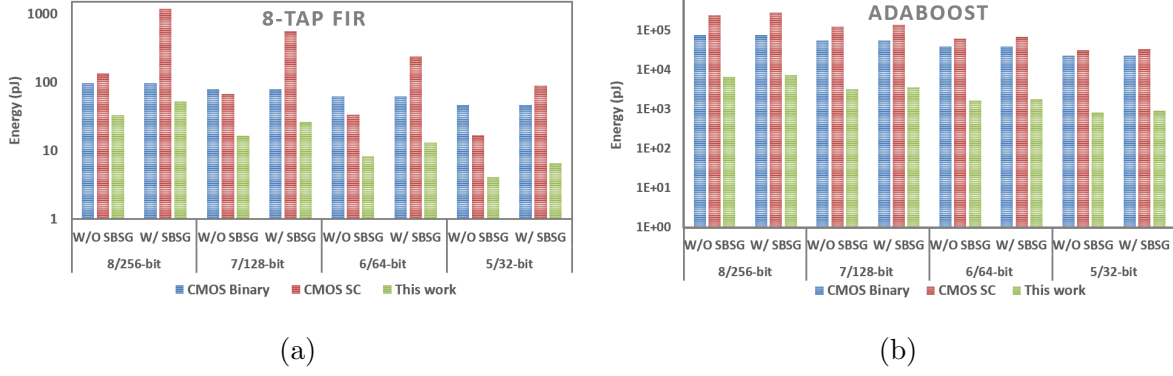 8-TAP FIR
Energy (pJ)
1000
100
10
1
W/O SBSG W/ SBSG W/O SBSG W/ SBSG W/O SBSG W/ SBSG W/O SBSG W/ SBSG
8/256-bit 7/128-bit 6/64-bit 5/32-bit
CMOS Binary CMOS SC This work
(a)
ADABOOST
Energy (pJ)
1E+05
1E+04
1E+03
1E+02
1E+01
1E+00
W/O SBSG W/ SBSG W/O SBSG W/ SBSG W/O SBSG W/ SBSG W/O SBSG W/ SBSG
8/256-bit 7/128-bit 6/64-bit 5/32-bit
CMOS Binary CMOS SC This work
(b)